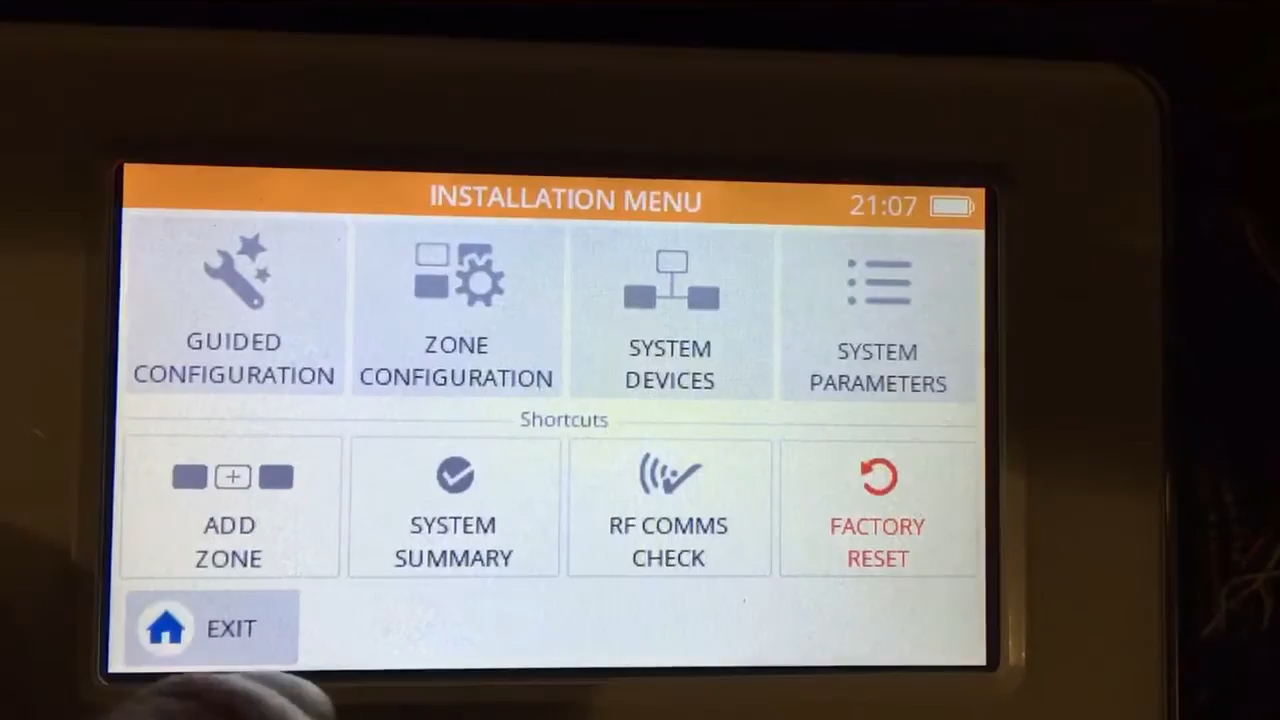 INSTALLATION MENU
21:07
GUIDED
CONFIGURATION
ZONE
CONFIGURATION
SYSTEM
DEVICES
SYSTEM
PARAMETERS
Shortcuts
ADD
ZONE
SYSTEM
SUMMARY
RF COMMS
CHECK
FACTORY
RESET
EXIT